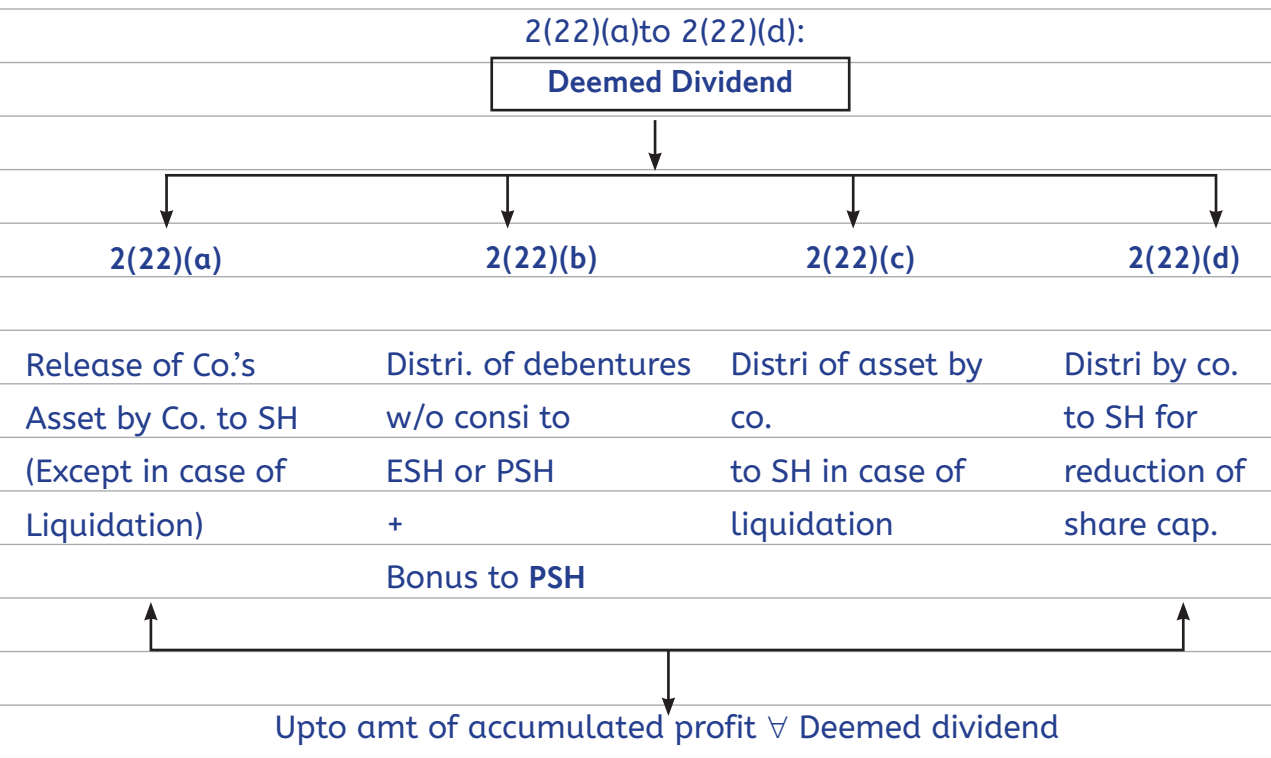 2(22)(a)to 2(22)(d):
Deemed Dividend
2(22)(a)
2(22)(b)
2(22)(c)
2(22)(d)
Release of Co.'s
Asset by Co. to SH
(Except in case of
Liquidation)
Distri. of debentures
w/o consi to
ESH or PSH
+
Bonus to PSH
Distri of asset by
co.
to SH in case of
liquidation
Distri by co.
to SH for
reduction of
share cap.
Upto amt of accumulated profit ∀ Deemed dividend